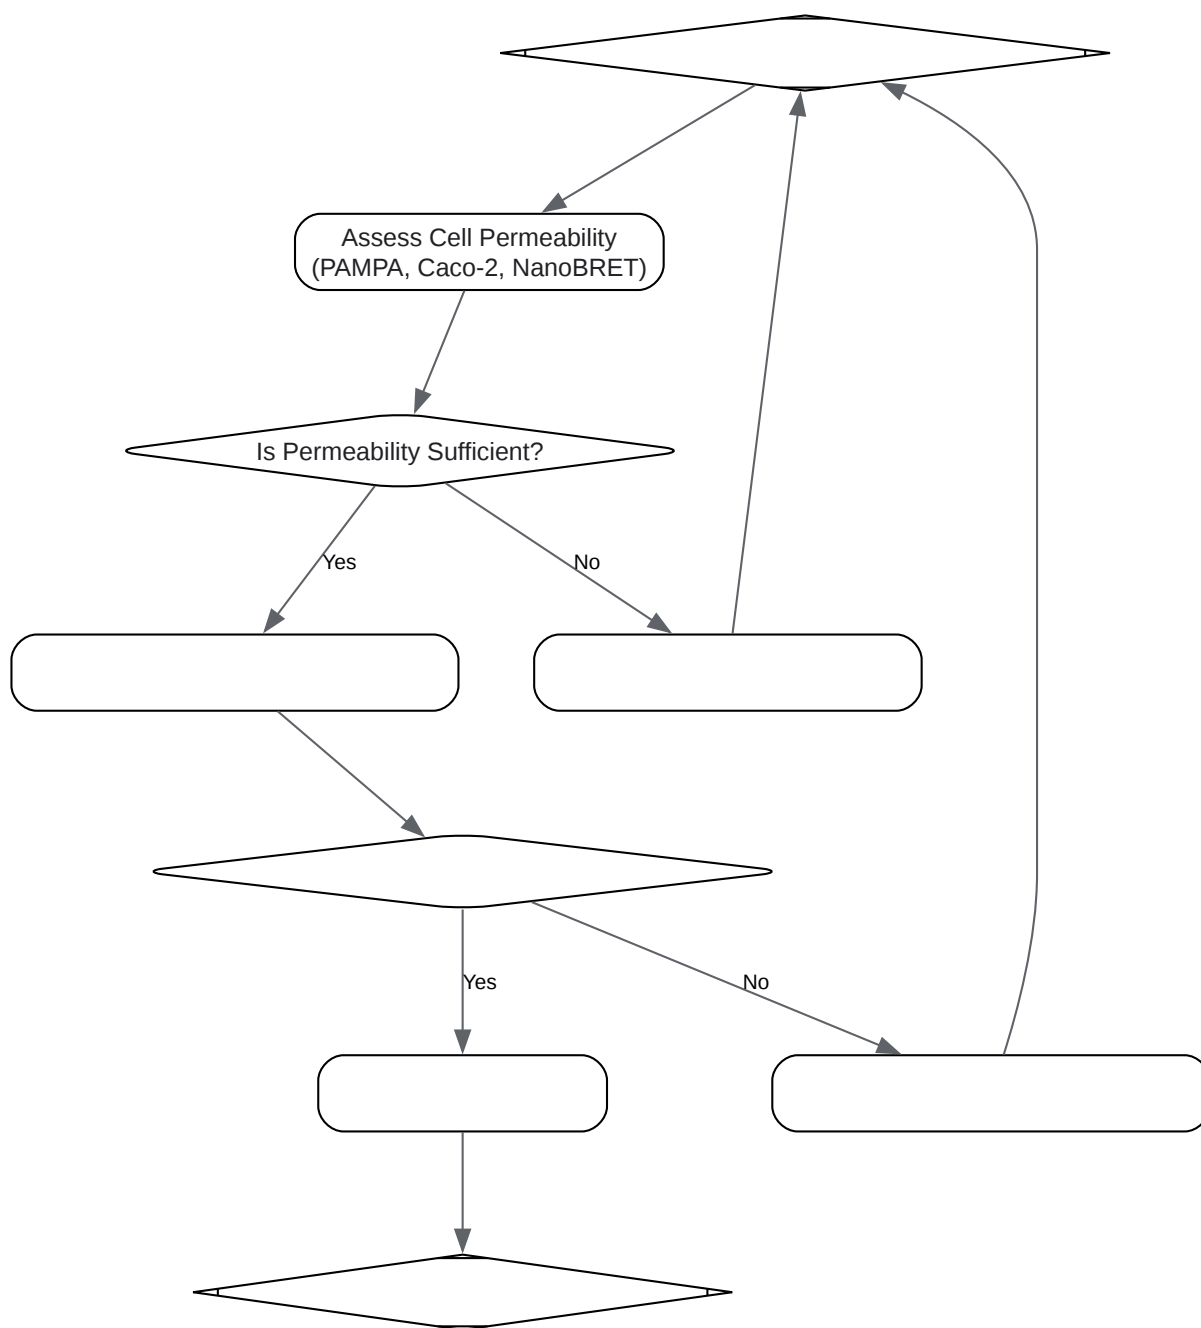 Assess Cell Permeability
(PAMPA, Caco-2, NanoBRET)
Is Permeability Sufficient?
Yes
No
Yes
No